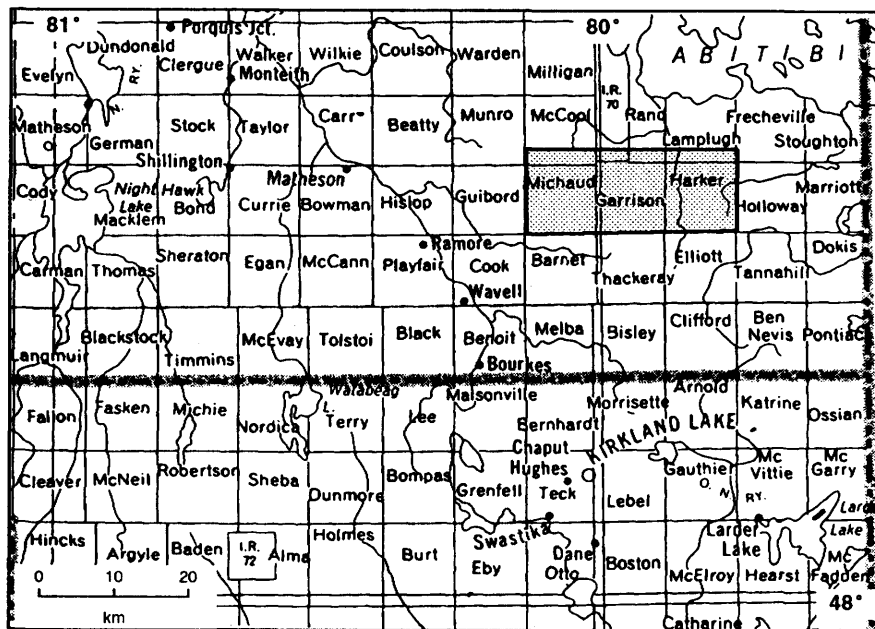 81°
80°
Porquis Jct.
A B I T I B I
Dundonald
Clergue
Walker
Wilkie
Coulson
Warden
Evelyn
RY.
Monteith
Milligan
N.
I.R.
70
Matheson
O.
German
Stock
Taylor
Carr
Beatty
Munro
McCool
Rand
Lamplugh
Frecheville
Stoughton
Shillington
Matheson
Cody
Night Hawk
Lake
Macklem
Bond
Currie
Bowman
Hislop
Guibord
Michaud
Garrison
Harker
Holloway
Marriott
Ramore
Carman
Thomas
Sheraton
Egan
McCann
Playfair
Cook
Barnet
Thackeray
Elliott
Tannahill
Dokis
Wavell
Langmuir
Blackstock
Timmins
McEvay
Tolstoi
Black
Benoit
Melba
Bisley
Clifford
Ben
Nevis
Pontiac
Bourkes
Watabeag
L.
Fallon
Fasken
Michie
Nordica
Terry
Lee
Maisonville
Bernhardt
Morrisette
Arnold
Katrine
Ossian
KIRKLAND LAKE
Chaput
Hughes
Cleaver
McNeil
Robertson
Sheba
Dunmore
Bompas
Grenfell
Teck
Lebel
Gauthier
O. N. RY.
Mc
Vittie
Mc
Garry
Larder
Lake
Swastika
Lard
Lake
Hincks
Argyle
Baden
I.R.
72
Alma
Holmes
Burt
Eby
Dane
Otto
Boston
McElroy
Hearst
Mc
Fadden
Catharine
48°
0 10 20
km